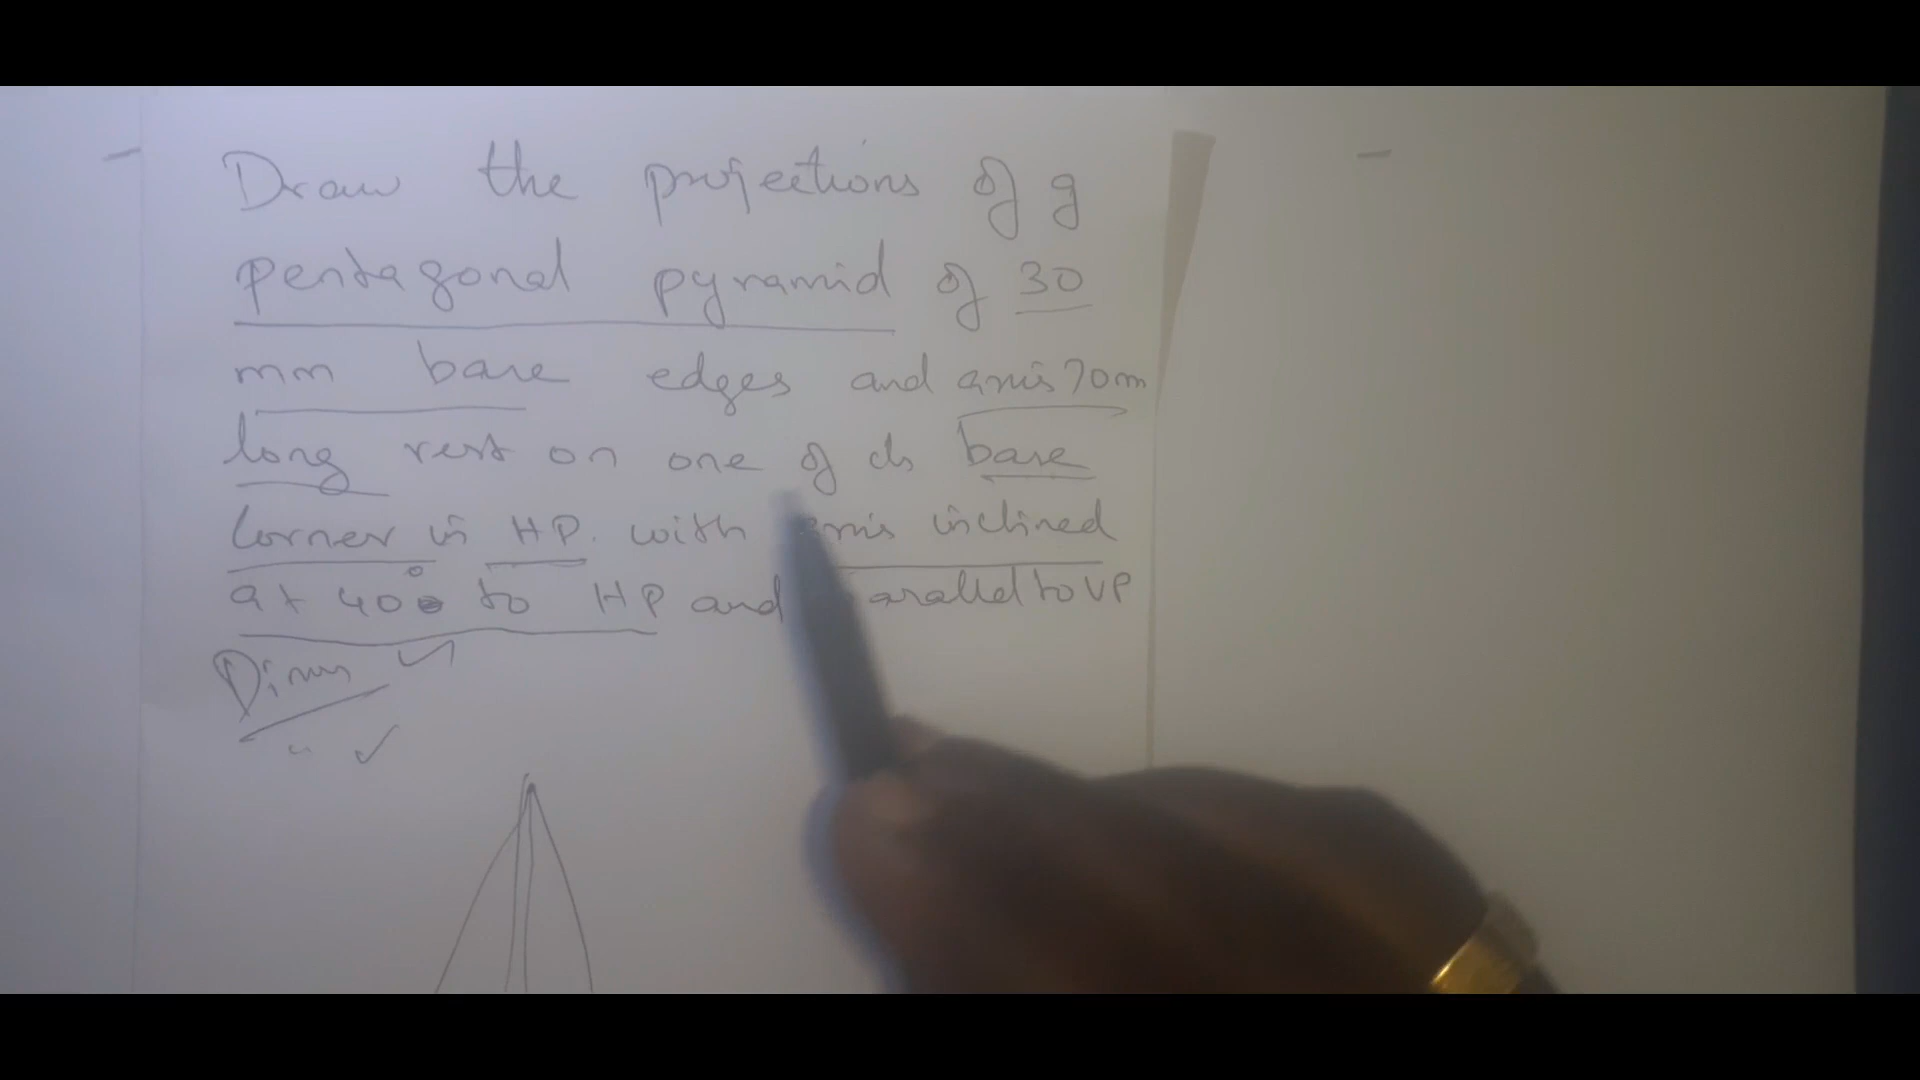 Draw the projections of a
pentagonal pyramid of 30
mm base edges and axis 70m
long rest on one of its base
corner in HP. with axis inclined
at 40° to HP and parallel to VP